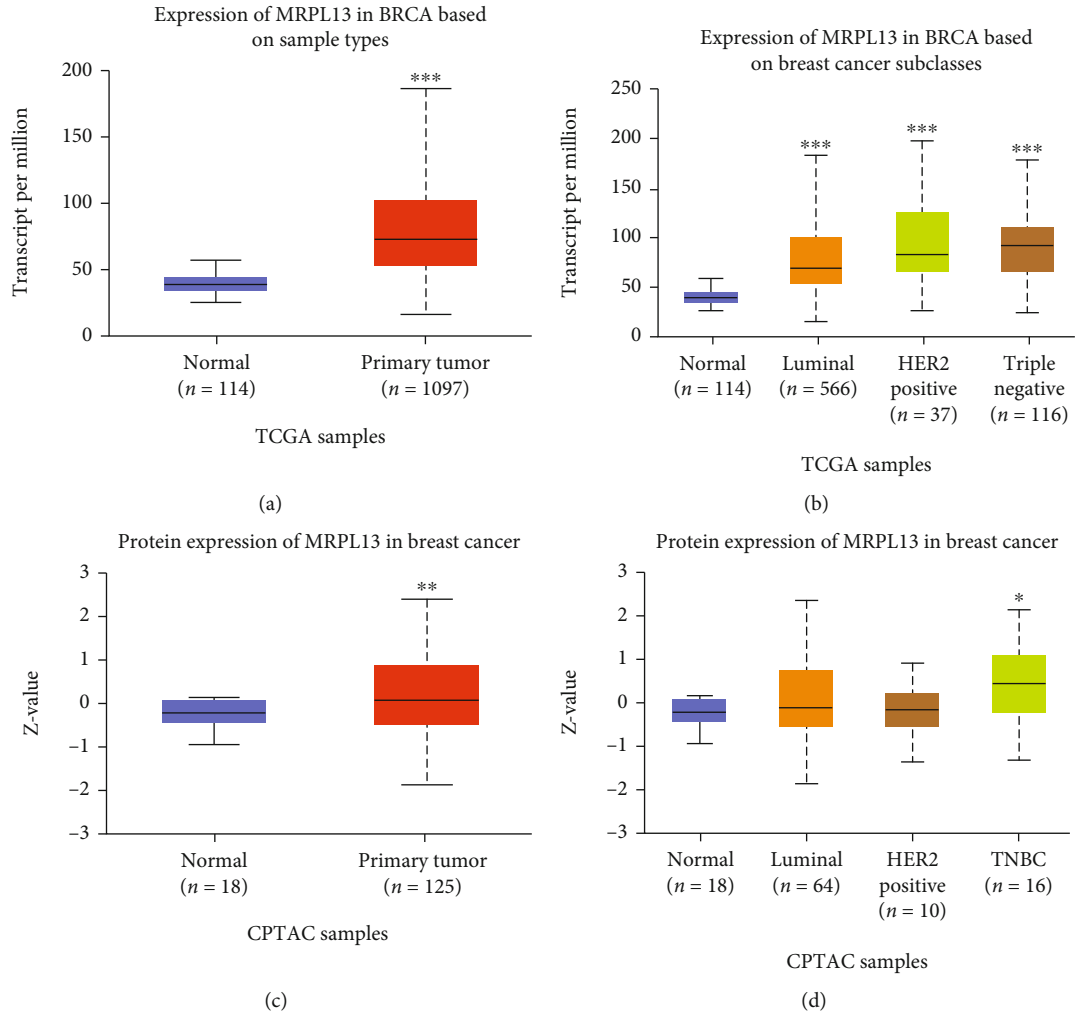 Expression of MRPL13 in BRCA based
on sample types
Transcript per million
200
150
100
50
0
***
Normal
(n = 114)
Primary tumor
(n = 1097)
TCGA samples
(a)
Expression of MRPL13 in BRCA based
on breast cancer subclasses
Transcript per million
250
200
150
100
50
0
***
***
***
Normal
(n = 114)
Luminal
(n = 566)
HER2
positive
(n = 37)
Triple
negative
(n = 116)
TCGA samples
(b)
Protein expression of MRPL13 in breast cancer
Z-value
3
2
1
0
−1
−2
−3
**
Normal
(n = 18)
Primary tumor
(n = 125)
CPTAC samples
(c)
Protein expression of MRPL13 in breast cancer
Z-value
3
2
1
0
−1
−2
−3
*
Normal
(n = 18)
Luminal
(n = 64)
HER2
positive
(n = 10)
TNBC
(n = 16)
CPTAC samples
(d)